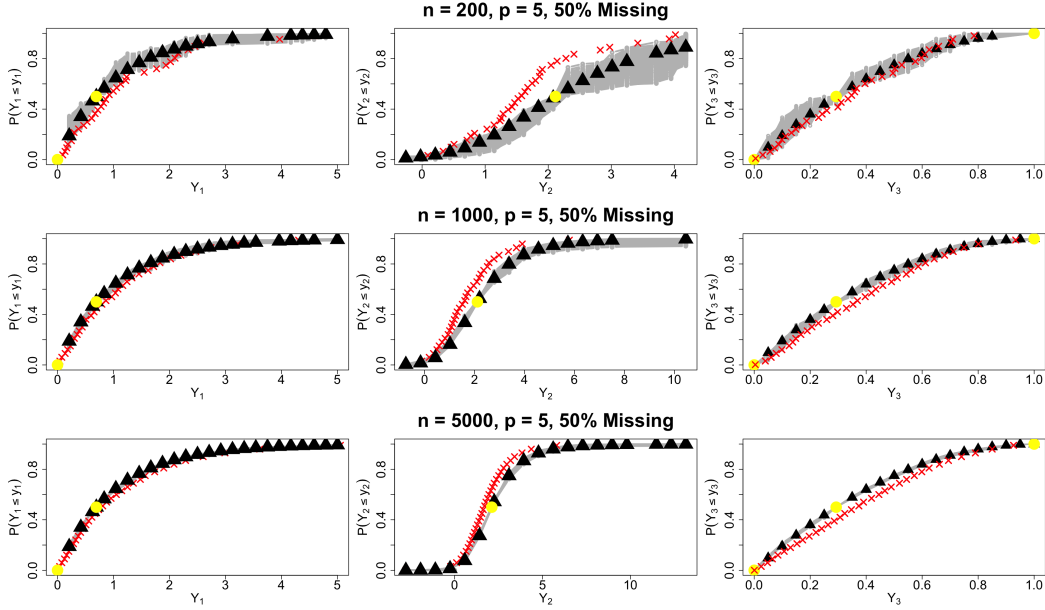 n = 200, p = 5, 50% Missing
P(Y₁ ≤ y₁)
0.0 0.4 0.8
0 1 2 3 4 5
Y₁
P(Y₂ ≤ y₂)
0.0 0.4 0.8
0 1 2 3 4
Y₂
P(Y₃ ≤ y₃)
0.0 0.4 0.8
0.0 0.2 0.4 0.6 0.8 1.0
Y₃
n = 1000, p = 5, 50% Missing
P(Y₁ ≤ y₁)
0.0 0.4 0.8
0 1 2 3 4 5
Y₁
P(Y₂ ≤ y₂)
0.0 0.4 0.8
0 2 4 6 8 10
Y₂
P(Y₃ ≤ y₃)
0.0 0.4 0.8
0.0 0.2 0.4 0.6 0.8 1.0
Y₃
n = 5000, p = 5, 50% Missing
P(Y₁ ≤ y₁)
0.0 0.4 0.8
0 1 2 3 4 5
Y₁
P(Y₂ ≤ y₂)
0.0 0.4 0.8
0 5 10
Y₂
P(Y₃ ≤ y₃)
0.0 0.4 0.8
0.0 0.2 0.4 0.6 0.8 1.0
Y₃